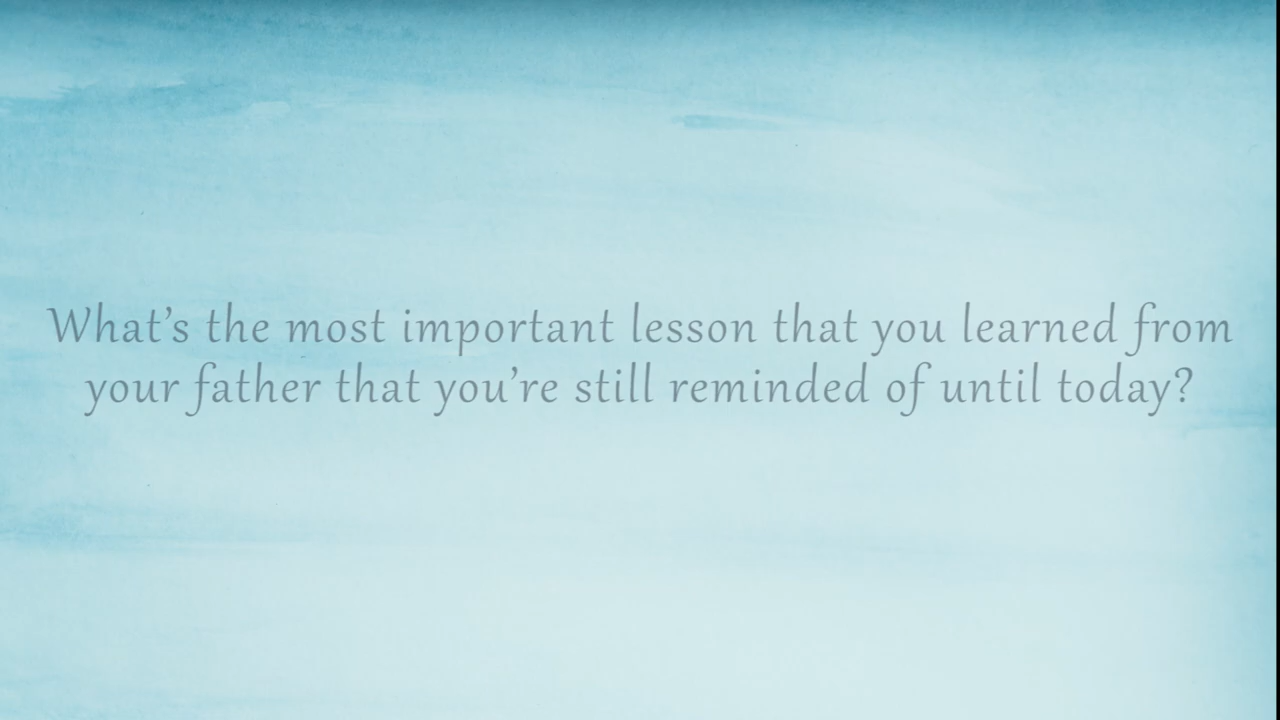 What’s the most important lesson that you learned from
your father that you’re still reminded of until today?